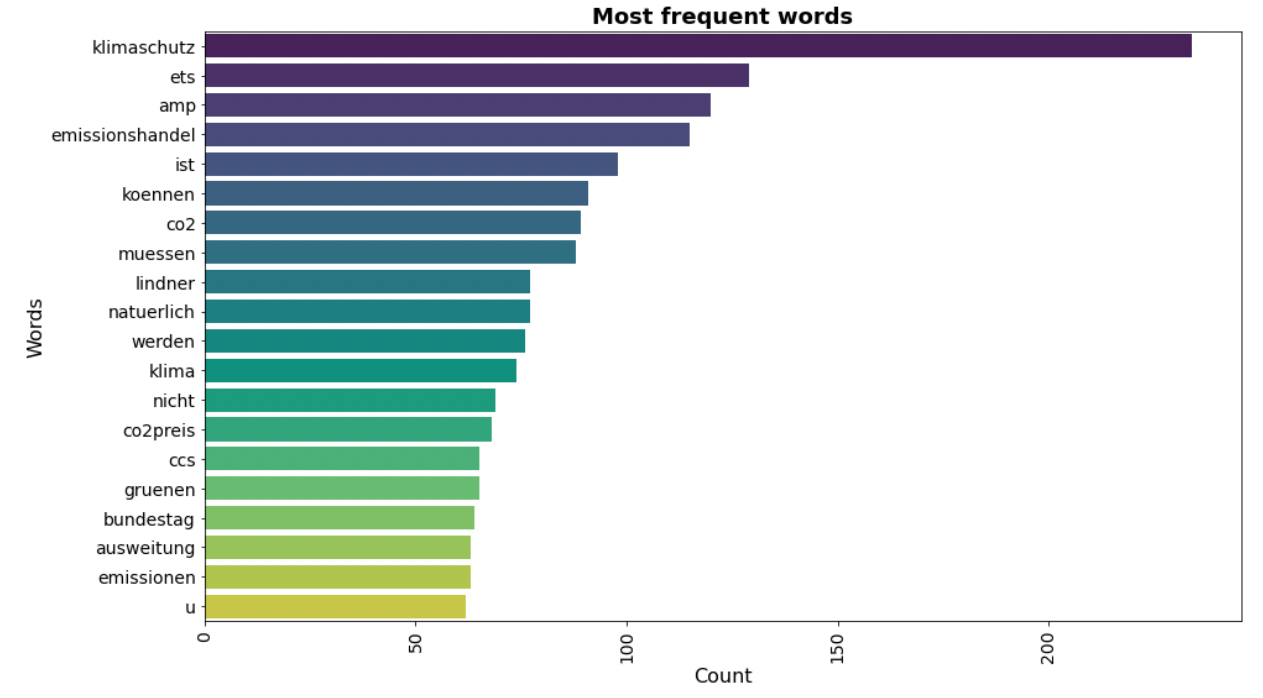 Most frequent words
klimaschutz
ets
amp
emissionshandel
ist
koennen
co2
muessen
lindner
natuerlich
werden
klima
nicht
co2preis
ccs
gruenen
bundestag
ausweitung
emissionen
u
Words
0
50
100
150
200
Count